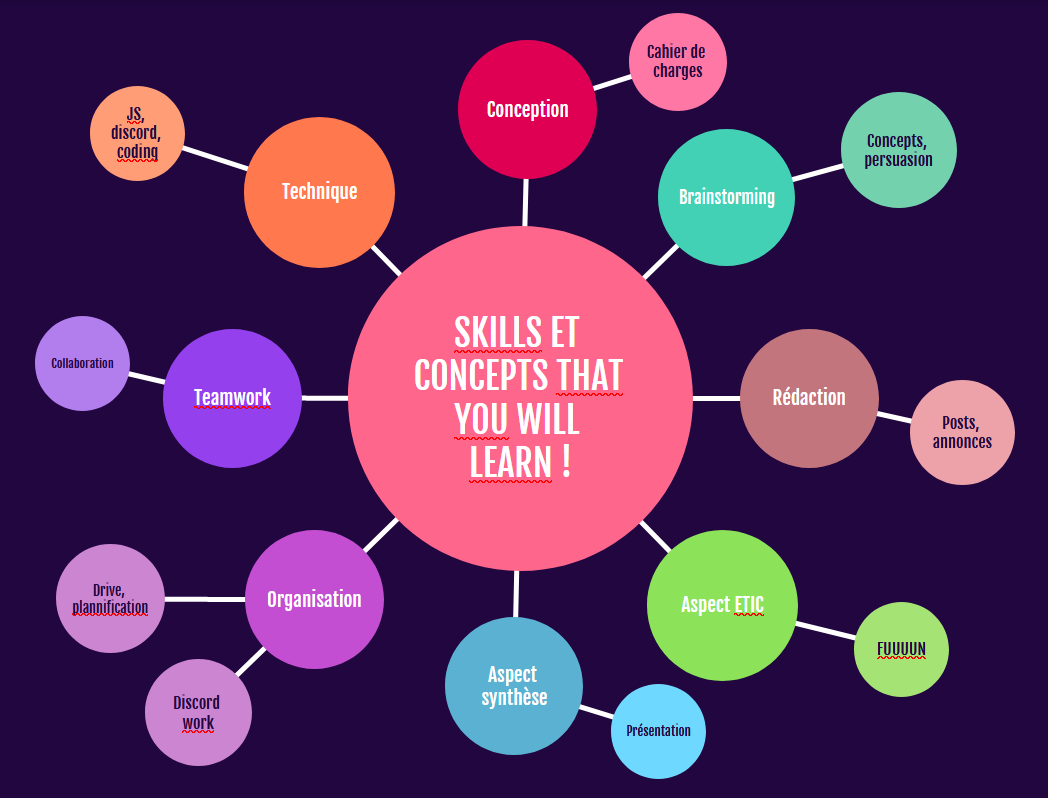 SKILLS ET
CONCEPTS THAT
YOU WILL
LEARN !
Conception
Cahier de
charges
Brainstorming
Concepts,
persuasion
Rédaction
Posts,
annonces
Aspect ETIC
FUUUUN
Aspect
synthèse
Présentation
Organisation
Discord
work
Drive,
plannification
Teamwork
Collaboration
Technique
JS,
discord,
coding